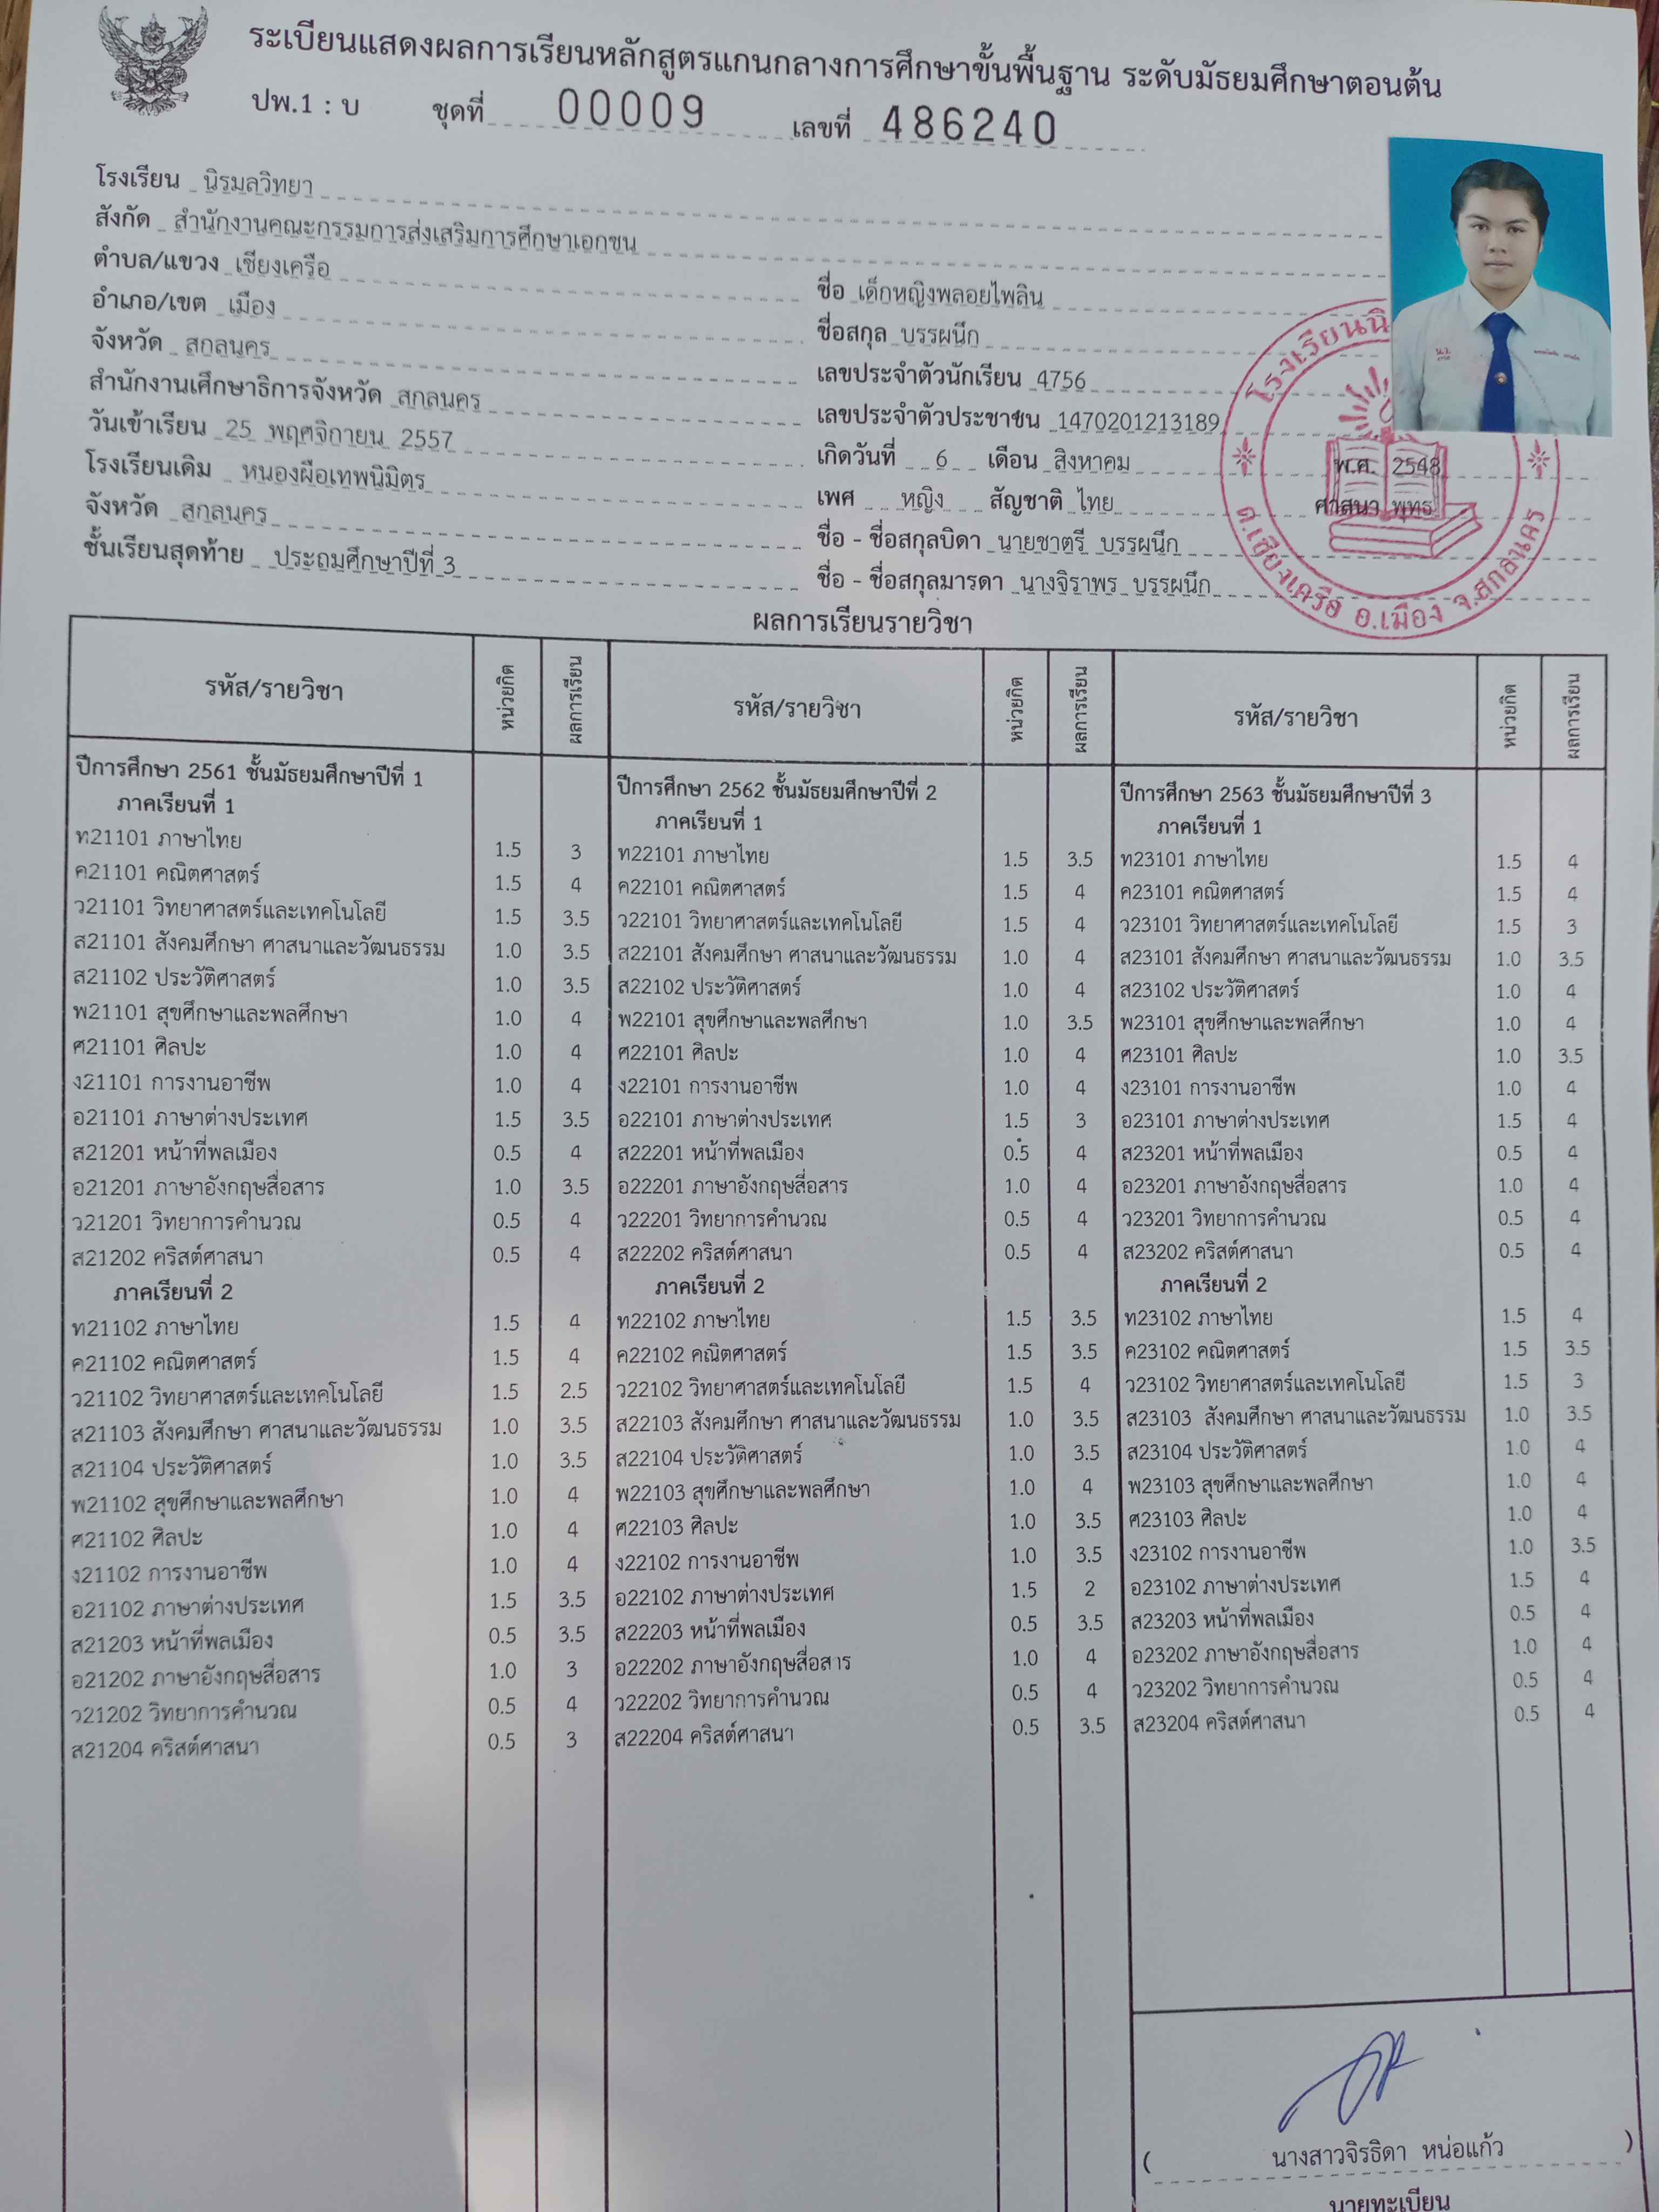 ระเบียนแสดงผลการเรียนหลักสูตรแกนกลางการศึกษาขั้นพื้นฐาน ระดับมัธยมศึกษาตอนต้น
ปพ.1 : บ ชุดที่ 00009 เลขที่ 486240
โรงเรียน นิรมลวิทยา
สังกัด สำนักงานคณะกรรมการส่งเสริมการศึกษาเอกชน
ตำบล/แขวง เชียงเครือ
อำเภอ/เขต เมือง
จังหวัด สกลนคร
สำนักงานศึกษาธิการจังหวัด สกลนคร
วันเข้าเรียน 25 พฤศจิกายน 2557
โรงเรียนเดิม หนองผือเทพนิมิตร
จังหวัด สกลนคร
ชั้นเรียนสุดท้าย ประถมศึกษาปีที่ 3
ชื่อ เด็กหญิงพลอยไพลิน
ชื่อสกุล บรรผนึก
เลขประจำตัวนักเรียน 4756
เลขประจำตัวประชาชน 1470201213189
เกิดวันที่ 6 เดือน สิงหาคม พ.ศ. 2548
เพศ หญิง สัญชาติ ไทย ศาสนา พุทธ
ชื่อ - ชื่อสกุลบิดา นายชาตรี บรรผนึก
ชื่อ - ชื่อสกุลมารดา นางจิราพร บรรผนึก
โรงเรียนนิ
ต.เชียงเครือ อ.เมือง จ.สกลนคร
ผลการเรียนรายวิชา
รหัส/รายวิชา หน่วยกิต ผลการเรียน
ปีการศึกษา 2561 ชั้นมัธยมศึกษาปีที่ 1
ภาคเรียนที่ 1
ท21101 ภาษาไทย 1.5 3
ค21101 คณิตศาสตร์ 1.5 4
ว21101 วิทยาศาสตร์และเทคโนโลยี 1.5 3.5
ส21101 สังคมศึกษา ศาสนาและวัฒนธรรม 1.0 3.5
ส21102 ประวัติศาสตร์ 1.0 3.5
พ21101 สุขศึกษาและพลศึกษา 1.0 4
ศ21101 ศิลปะ 1.0 4
ง21101 การงานอาชีพ 1.0 4
อ21101 ภาษาต่างประเทศ 1.5 3.5
ส21201 หน้าที่พลเมือง 0.5 4
อ21201 ภาษาอังกฤษสื่อสาร 1.0 3.5
ว21201 วิทยาการคำนวณ 0.5 4
ส21202 คริสต์ศาสนา 0.5 4
ภาคเรียนที่ 2
ท21102 ภาษาไทย 1.5 4
ค21102 คณิตศาสตร์ 1.5 4
ว21102 วิทยาศาสตร์และเทคโนโลยี 1.5 2.5
ส21103 สังคมศึกษา ศาสนาและวัฒนธรรม 1.0 3.5
ส21104 ประวัติศาสตร์ 1.0 3.5
พ21102 สุขศึกษาและพลศึกษา 1.0 4
ศ21102 ศิลปะ 1.0 4
ง21102 การงานอาชีพ 1.0 4
อ21102 ภาษาต่างประเทศ 1.5 3.5
ส21203 หน้าที่พลเมือง 0.5 3.5
อ21202 ภาษาอังกฤษสื่อสาร 1.0 3
ว21202 วิทยาการคำนวณ 0.5 4
ส21204 คริสต์ศาสนา 0.5 3
รหัส/รายวิชา หน่วยกิต ผลการเรียน
ปีการศึกษา 2562 ชั้นมัธยมศึกษาปีที่ 2
ภาคเรียนที่ 1
ท22101 ภาษาไทย 1.5 3.5
ค22101 คณิตศาสตร์ 1.5 4
ว22101 วิทยาศาสตร์และเทคโนโลยี 1.5 4
ส22101 สังคมศึกษา ศาสนาและวัฒนธรรม 1.0 4
ส22102 ประวัติศาสตร์ 1.0 4
พ22101 สุขศึกษาและพลศึกษา 1.0 3.5
ศ22101 ศิลปะ 1.0 4
ง22101 การงานอาชีพ 1.0 4
อ22101 ภาษาต่างประเทศ 1.5 3
ส22201 หน้าที่พลเมือง 0.5 4
อ22201 ภาษาอังกฤษสื่อสาร 1.0 4
ว22201 วิทยาการคำนวณ 0.5 4
ส22202 คริสต์ศาสนา 0.5 4
ภาคเรียนที่ 2
ท22102 ภาษาไทย 1.5 3.5
ค22102 คณิตศาสตร์ 1.5 3.5
ว22102 วิทยาศาสตร์และเทคโนโลยี 1.5 4
ส22103 สังคมศึกษา ศาสนาและวัฒนธรรม 1.0 3.5
ส22104 ประวัติศาสตร์ 1.0 3.5
พ22103 สุขศึกษาและพลศึกษา 1.0 4
ศ22103 ศิลปะ 1.0 3.5
ง22102 การงานอาชีพ 1.0 3.5
อ22102 ภาษาต่างประเทศ 1.5 2
ส22203 หน้าที่พลเมือง 0.5 3.5
อ22202 ภาษาอังกฤษสื่อสาร 1.0 4
ว22202 วิทยาการคำนวณ 0.5 4
ส22204 คริสต์ศาสนา 0.5 3.5
รหัส/รายวิชา หน่วยกิต ผลการเรียน
ปีการศึกษา 2563 ชั้นมัธยมศึกษาปีที่ 3
ภาคเรียนที่ 1
ท23101 ภาษาไทย 1.5 4
ค23101 คณิตศาสตร์ 1.5 4
ว23101 วิทยาศาสตร์และเทคโนโลยี 1.5 3
ส23101 สังคมศึกษา ศาสนาและวัฒนธรรม 1.0 3.5
ส23102 ประวัติศาสตร์ 1.0 4
พ23101 สุขศึกษาและพลศึกษา 1.0 4
ศ23101 ศิลปะ 1.0 3.5
ง23101 การงานอาชีพ 1.0 4
อ23101 ภาษาต่างประเทศ 1.5 4
ส23201 หน้าที่พลเมือง 0.5 4
อ23201 ภาษาอังกฤษสื่อสาร 1.0 4
ว23201 วิทยาการคำนวณ 0.5 4
ส23202 คริสต์ศาสนา 0.5 4
ภาคเรียนที่ 2
ท23102 ภาษาไทย 1.5 4
ค23102 คณิตศาสตร์ 1.5 3.5
ว23102 วิทยาศาสตร์และเทคโนโลยี 1.5 3
ส23103 สังคมศึกษา ศาสนาและวัฒนธรรม 1.0 3.5
ส23104 ประวัติศาสตร์ 1.0 4
พ23103 สุขศึกษาและพลศึกษา 1.0 4
ศ23103 ศิลปะ 1.0 4
ง23102 การงานอาชีพ 1.0 3.5
อ23102 ภาษาต่างประเทศ 1.5 4
ส23203 หน้าที่พลเมือง 0.5 4
อ23202 ภาษาอังกฤษสื่อสาร 1.0 4
ว23202 วิทยาการคำนวณ 0.5 4
ส23204 คริสต์ศาสนา 0.5 4
( นางสาวจิรธิดา หน่อแก้ว )
นายทะเบียน